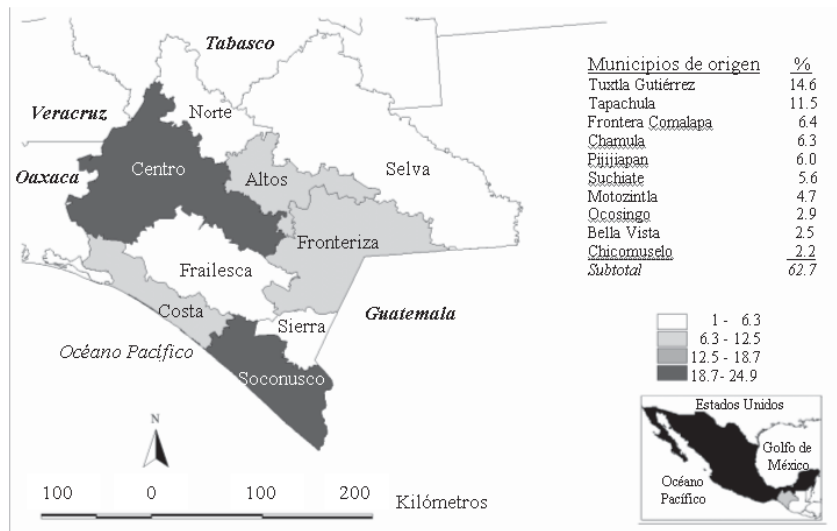 Tabasco
Veracruz
Norte
Oaxaca
Centro
Altos
Selva
Fronteriza
Frailesca
Costa
Sierra
Guatemala
Océano Pacífico
Soconusco
N
100 0 100 200 Kilómetros
Municipios de origen %
Tuxtla Gutiérrez 14.6
Tapachula 11.5
Frontera Comalapa 6.4
Chamula 6.3
Pijijiapan 6.0
Suchiate 5.6
Motozintla 4.7
Ocosingo 2.9
Bella Vista 2.5
Chicomuselo 2.2
Subtotal 62.7
1 - 6.3
6.3 - 12.5
12.5 - 18.7
18.7 - 24.9
Estados Unidos
Golfo de
México
Océano
Pacífico